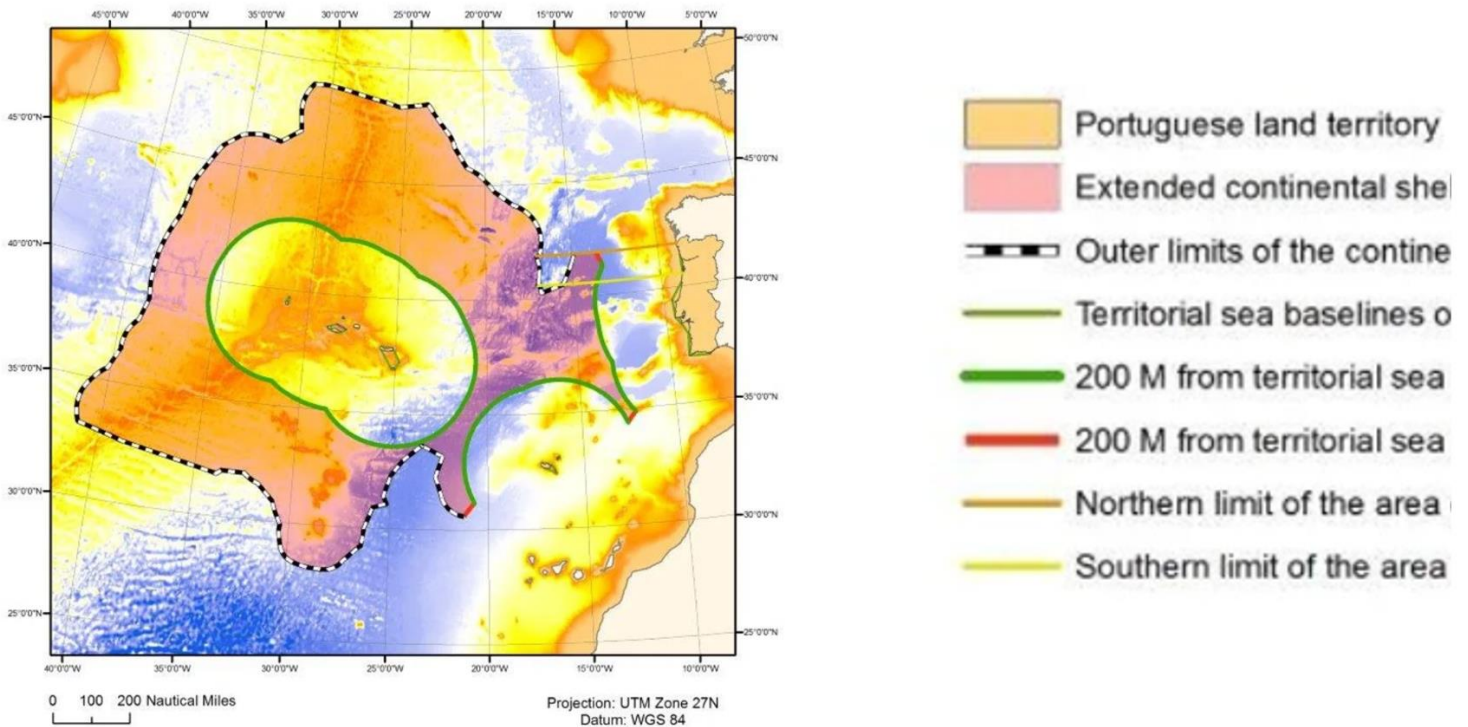 45°0'0"W 40°0'0"W 35°0'0"W 30°0'0"W 25°0'0"W 20°0'0"W 15°0'0"W 10°0'0"W 5°0'0"W
50°0'0"N
45°0'0"N
45°0'0"N
40°0'0"N
40°0'0"N
35°0'0"N
35°0'0"N
30°0'0"N
30°0'0"N
25°0'0"N
25°0'0"N
40°0'0"W 35°0'0"W 30°0'0"W 25°0'0"W 20°0'0"W 15°0'0"W 10°0'0"W
0 100 200 Nautical Miles
Projection: UTM Zone 27N
Datum: WGS 84
Portuguese land territory
Extended continental she
Outer limits of the contine
Territorial sea baselines o
200 M from territorial sea
200 M from territorial sea
Northern limit of the area
Southern limit of the area